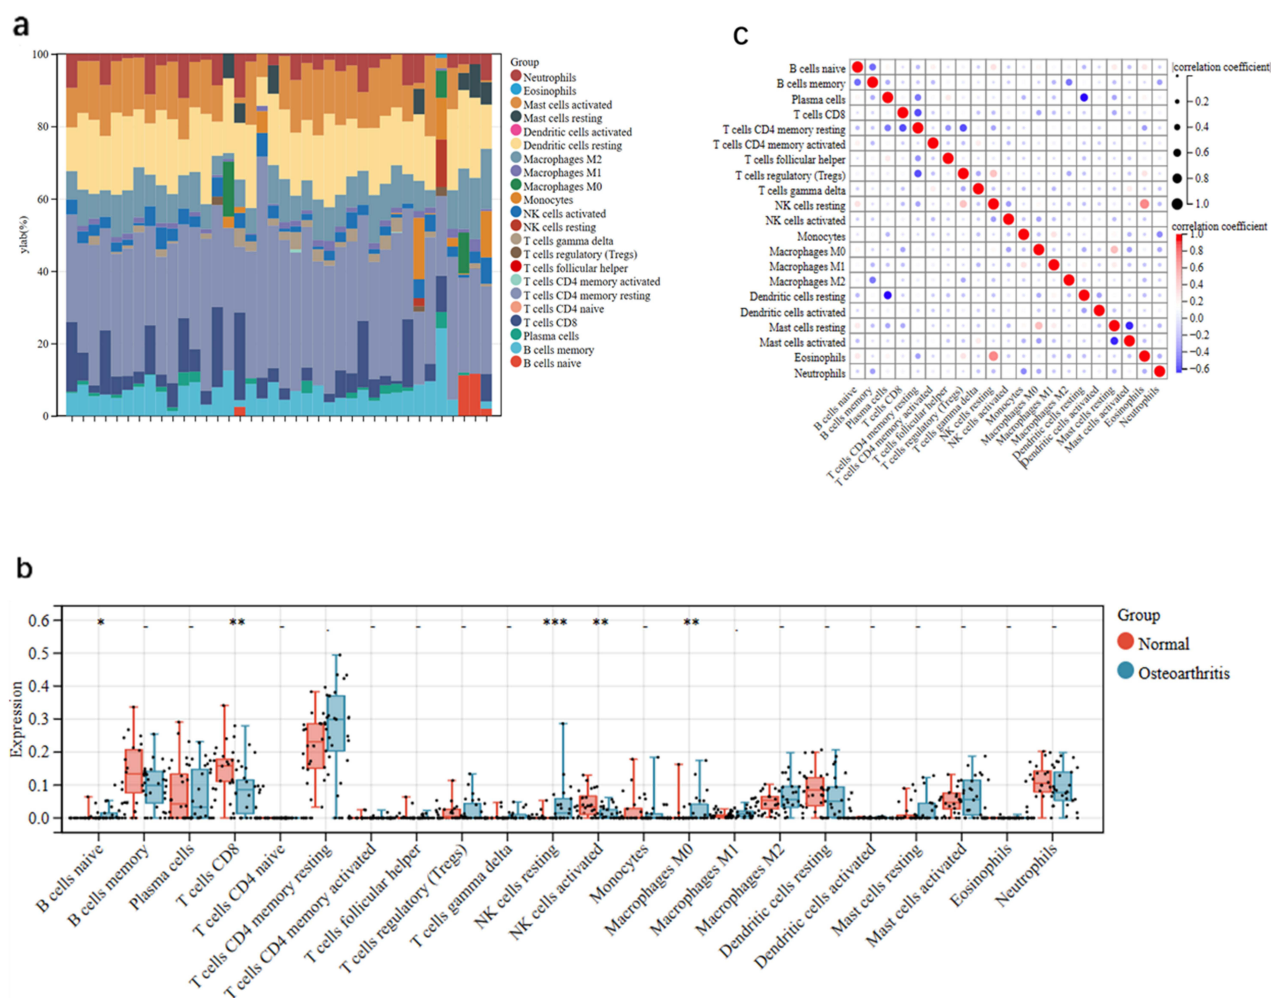 a
100
80
60
40
20
0
ylab(%)
Group
Neutrophils
Eosinophils
Mast cells activated
Mast cells resting
Dendritic cells activated
Dendritic cells resting
Macrophages M2
Macrophages M1
Macrophages M0
Monocytes
NK cells activated
NK cells resting
T cells gamma delta
T cells regulatory (Tregs)
T cells follicular helper
T cells CD4 memory activated
T cells CD4 memory resting
T cells CD4 naive
T cells CD8
Plasma cells
B cells memory
B cells naive
c
B cells naive
B cells memory
Plasma cells
T cells CD8
T cells CD4 memory resting
T cells CD4 memory activated
T cells follicular helper
T cells regulatory (Tregs)
T cells gamma delta
NK cells resting
NK cells activated
Monocytes
Macrophages M0
Macrophages M1
Macrophages M2
Dendritic cells resting
Dendritic cells activated
Mast cells resting
Mast cells activated
Eosinophils
Neutrophils
B cells naive
B cells memory
Plasma cells
T cells CD8
T cells CD4 memory resting
T cells CD4 memory activated
T cells follicular helper
T cells regulatory (Tregs)
T cells gamma delta
NK cells resting
NK cells activated
Monocytes
Macrophages M0
Macrophages M1
Macrophages M2
Dendritic cells resting
Dendritic cells activated
Mast cells resting
Mast cells activated
Eosinophils
Neutrophils
|correlation coefficient|
0.2
0.4
0.6
0.8
1.0
correlation coefficient
1.0
0.8
0.6
0.4
0.2
0.0
−0.2
−0.4
−0.6
b
0.6
0.5
0.4
0.3
0.2
0.1
0.0
Expression
* - - ** - - - - - - *** ** - ** - - - - - - - -
B cells naive
B cells memory
Plasma cells
T cells CD8
T cells CD4 naive
T cells CD4 memory resting
T cells CD4 memory activated
T cells follicular helper
T cells regulatory (Tregs)
T cells gamma delta
NK cells resting
NK cells activated
Monocytes
Macrophages M0
Macrophages M1
Macrophages M2
Dendritic cells resting
Dendritic cells activated
Mast cells resting
Mast cells activated
Eosinophils
Neutrophils
Group
Normal
Osteoarthritis